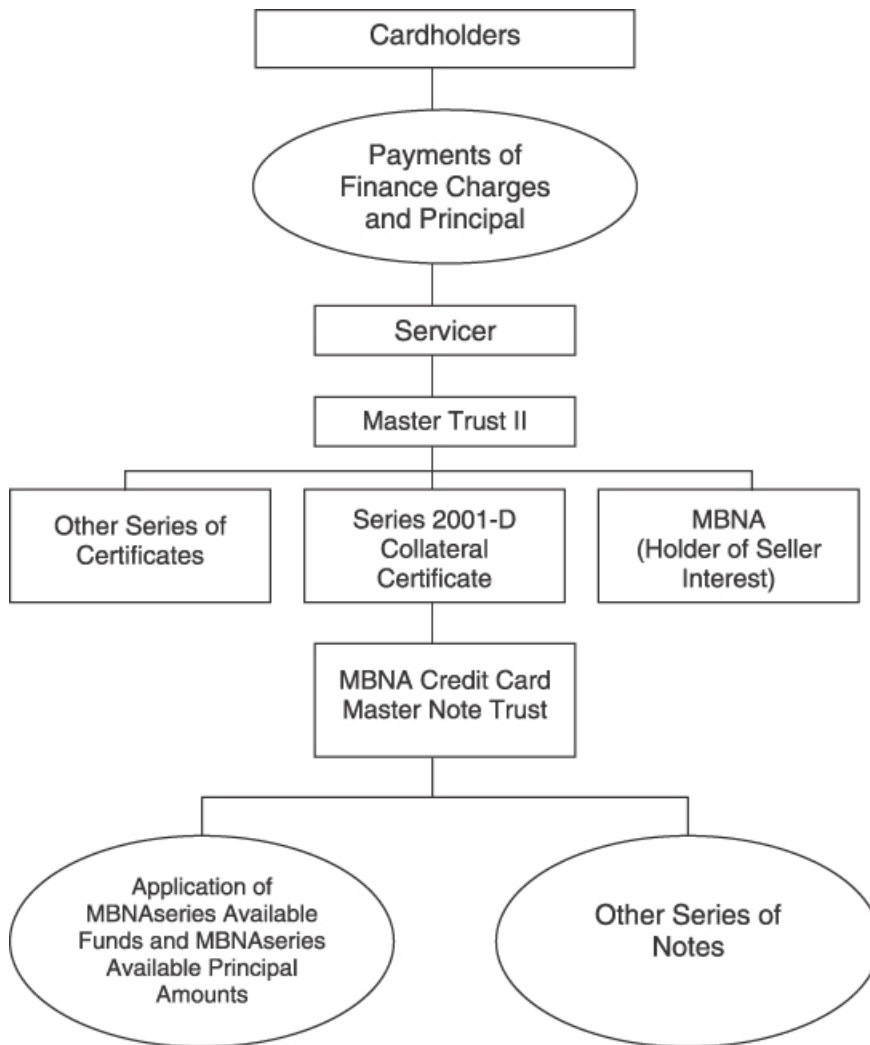 Cardholders
Payments of
Finance Charges
and Principal
Servicer
Master Trust II
Other Series of
Certificates
Series 2001-D
Collateral
Certificate
MBNA
(Holder of Seller
Interest)
MBNA Credit Card
Master Note Trust
Application of
MBNAseries Available
Funds and MBNAseries
Available Principal
Amounts
Other Series of
Notes